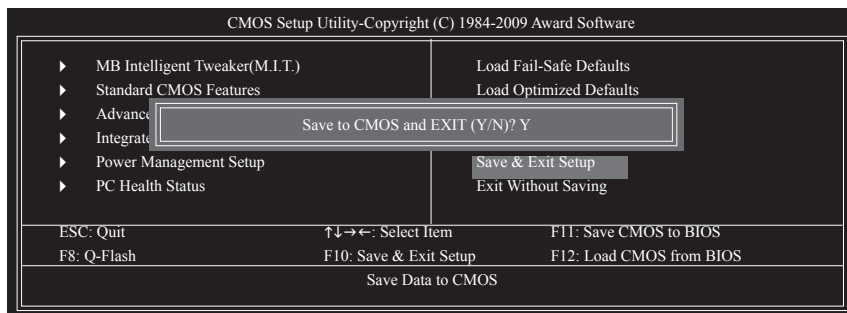 CMOS Setup Utility-Copyright (C) 1984-2009 Award Software
MB Intelligent Tweaker(M.I.T.)
Standard CMOS Features
Advance
Integrate
Power Management Setup
PC Health Status
Load Fail-Safe Defaults
Load Optimized Defaults
Save & Exit Setup
Exit Without Saving
Save to CMOS and EXIT (Y/N)? Y
ESC: Quit ↑↓→←: Select Item F11: Save CMOS to BIOS
F8: Q-Flash F10: Save & Exit Setup F12: Load CMOS from BIOS
Save Data to CMOS